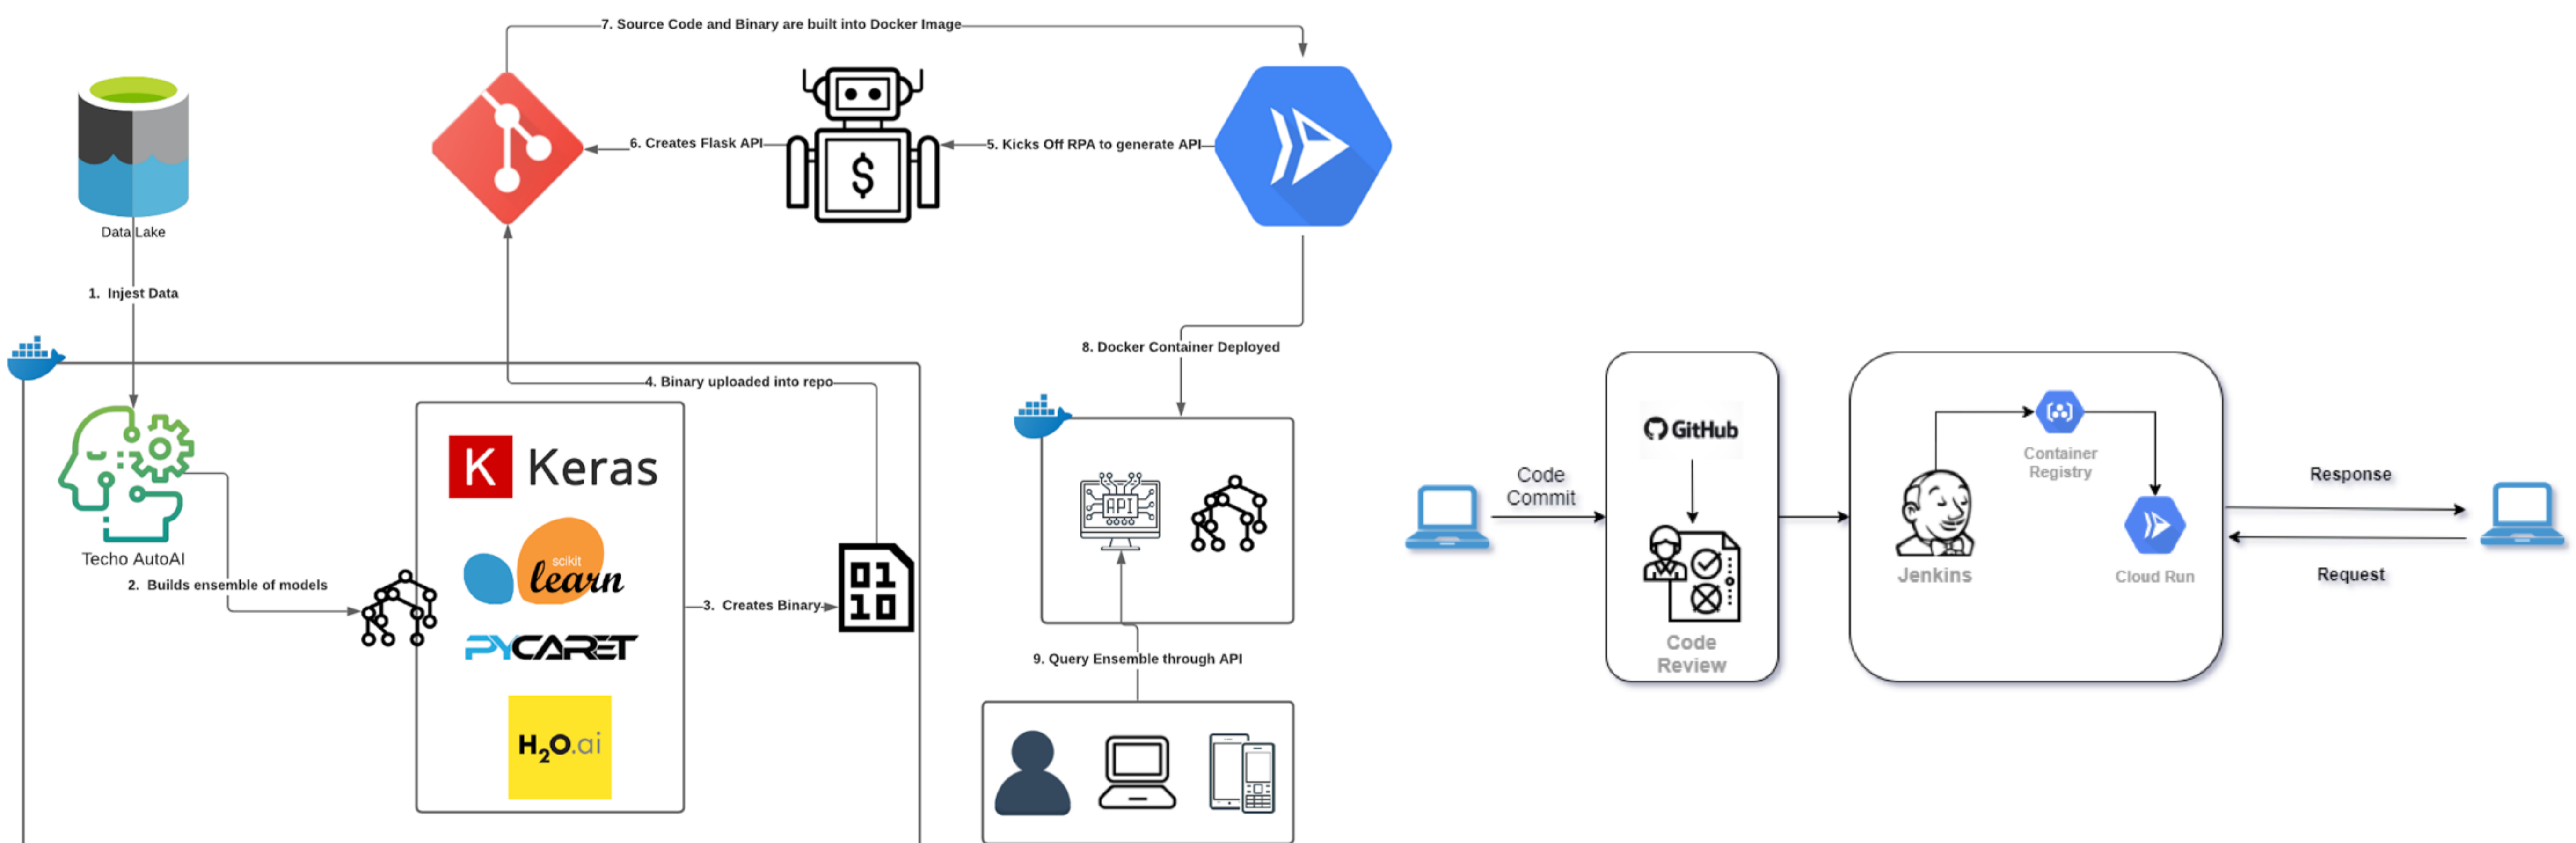 7. Source Code and Binary are built into Docker Image
6. Creates Flask API
$
5. Kicks Off RPA to generate API
Data Lake
1. Injest Data
Techo AutoAI
2. Builds ensemble of models
4. Binary uploaded into repo
K Keras
scikit
learn
PYCARET
H2O.ai
3. Creates Binary
01
10
8. Docker Container Deployed
API
9. Query Ensemble through API
Code
Commit
GitHub
Code
Review
Jenkins
Container
Registry
Cloud Run
Response
Request